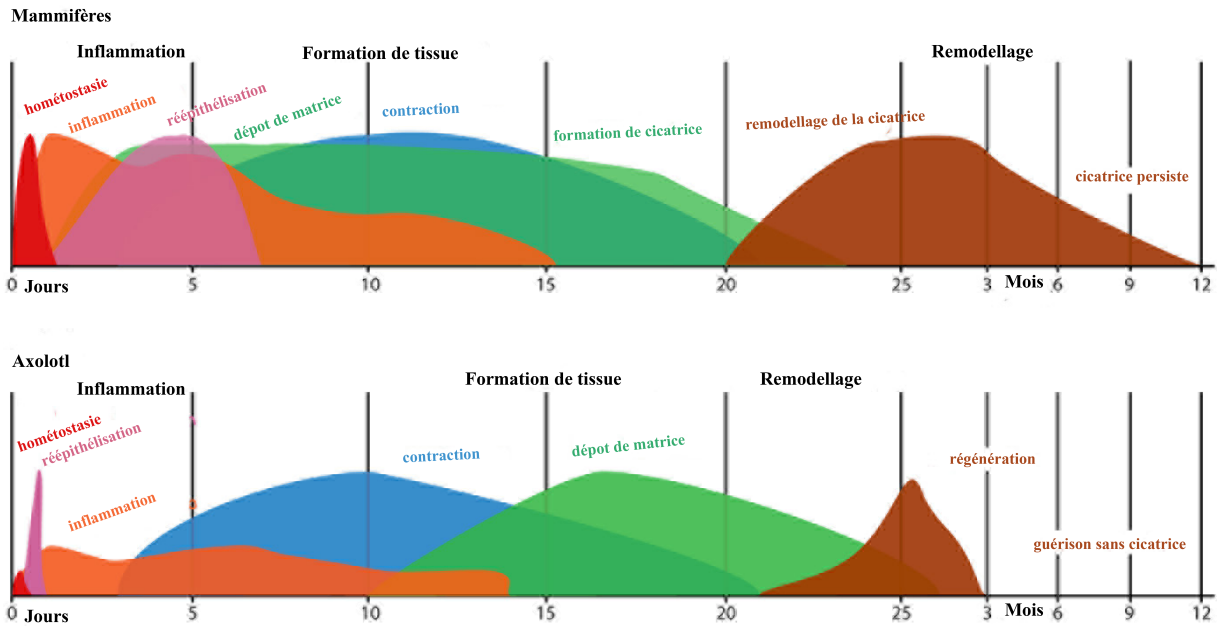 Mammifères
Inflammation
Formation de tissue
Remodellage
hométostasie
inflammation
réépithélisation
dépot de matrice
contraction
formation de cicatrice
remodellage de la cicatrice
cicatrice persiste
0 Jours 5 10 15 20 25 3 Mois 6 9 12
Axolotl
Inflammation
Formation de tissue
Remodellage
hométostasie
réépithélisation
inflammation
contraction
dépot de matrice
régénération
guérison sans cicatrice
0 Jours 5 10 15 20 25 3 Mois 6 9 12